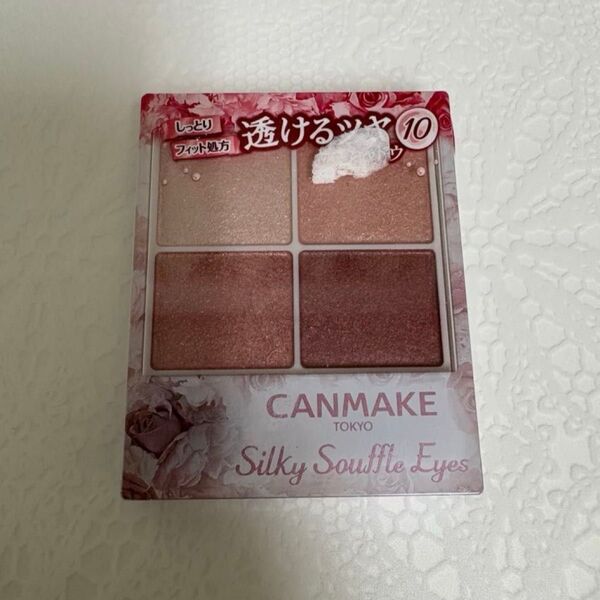 しっとり
フィット処方
透けるツヤ
10
ウ
CANMAKE
TOKYO
Silky Souffle Eyes